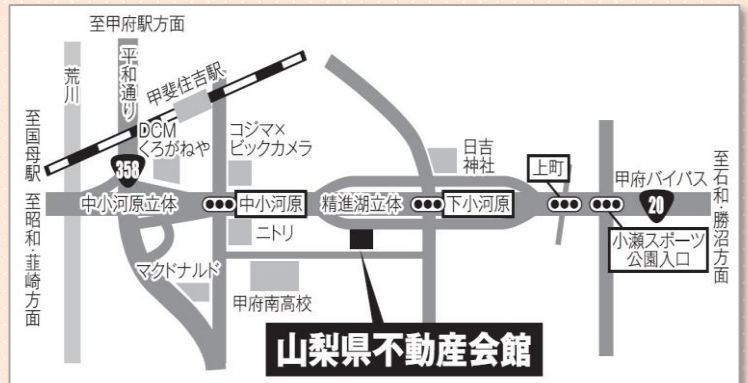 至甲府駅方面
荒川
平和通り
甲斐住吉駅
至国母駅
DCM
くろがねや
コジマ×
ビックカメラ
日吉
神社
上町
358
甲府バイパス
20
至石和・勝沼方面
至昭和・韮崎方面
中小河原立体
中小河原
精進湖立体
下小河原
小瀬スポーツ
公園入口
ニトリ
マクドナルド
甲府南高校
山梨県不動産会館